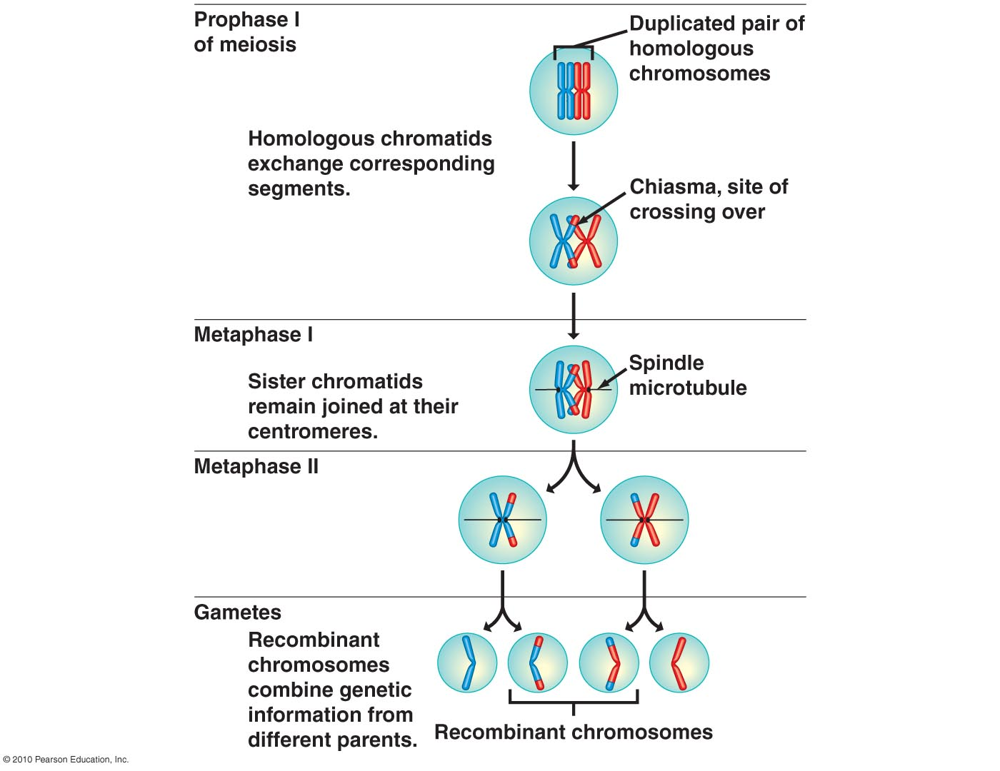 Prophase I
of meiosis
Duplicated pair of
homologous
chromosomes
Homologous chromatids
exchange corresponding
segments.
Chiasma, site of
crossing over
Metaphase I
Spindle
microtubule
Sister chromatids
remain joined at their
centromeres.
Metaphase II
Gametes
Recombinant
chromosomes
combine genetic
information from
different parents.
Recombinant chromosomes
© 2010 Pearson Education, Inc.